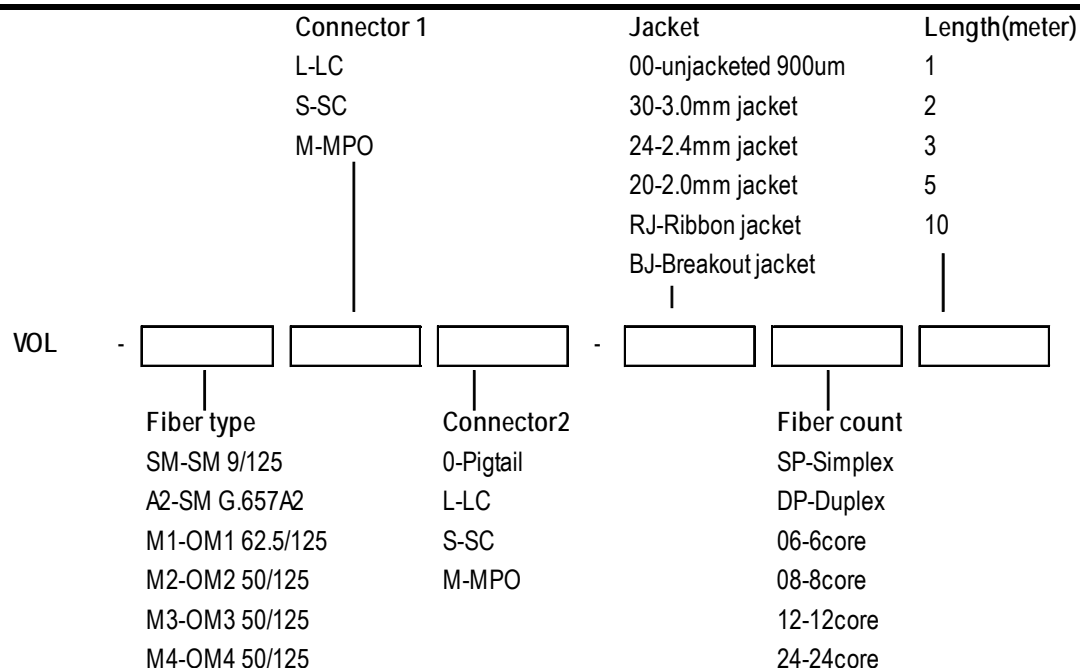 Connector 1 Jacket Length(meter)
L-LC 00-unjacketed 900um 1
S-SC 30-3.0mm jacket 2
M-MPO 24-2.4mm jacket 3
20-2.0mm jacket 5
RJ-Ribbon jacket 10
BJ-Breakout jacket
VOL - -
Fiber type Connector2 Fiber count
SM-SM 9/125 0-Pigtail SP-Simplex
A2-SM G.657A2 L-LC DP-Duplex
M1-OM1 62.5/125 S-SC 06-6core
M2-OM2 50/125 M-MPO 08-8core
M3-OM3 50/125 12-12core
M4-OM4 50/125 24-24core